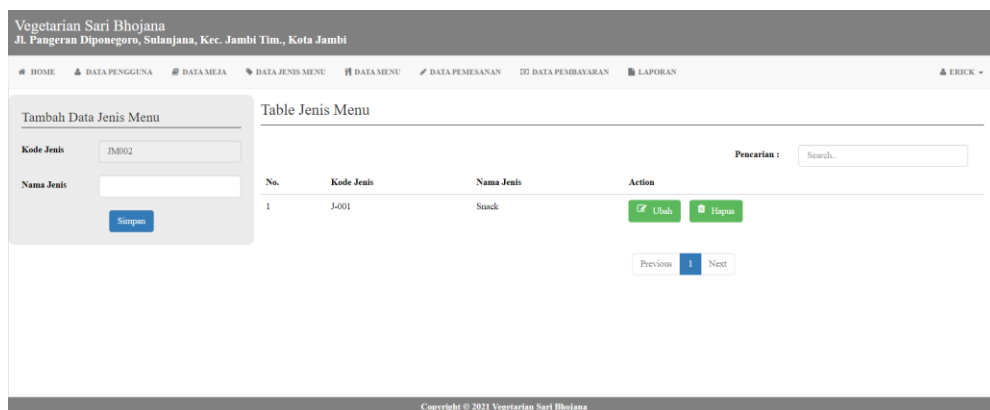 Vegetarian Sari Bhojana
Jl. Pangeran Diponegoro, Sulanjana, Kec. Jambi Tim., Kota Jambi
HOME DATA PENGGUNA DATA MEJA DATA JENIS MENU DATA MENU DATA PEMESANAN DATA PEMBAYARAN LAPORAN ERICK
Tambah Data Jenis Menu
Kode Jenis JM002
Nama Jenis
Simpan
Table Jenis Menu
Pencarian : Search..
No. Kode Jenis Nama Jenis Action
1 J-001 Snack Ubah Hapus
Previous 1 Next
Copyright © 2021 Vegetarian Sari Bhojana